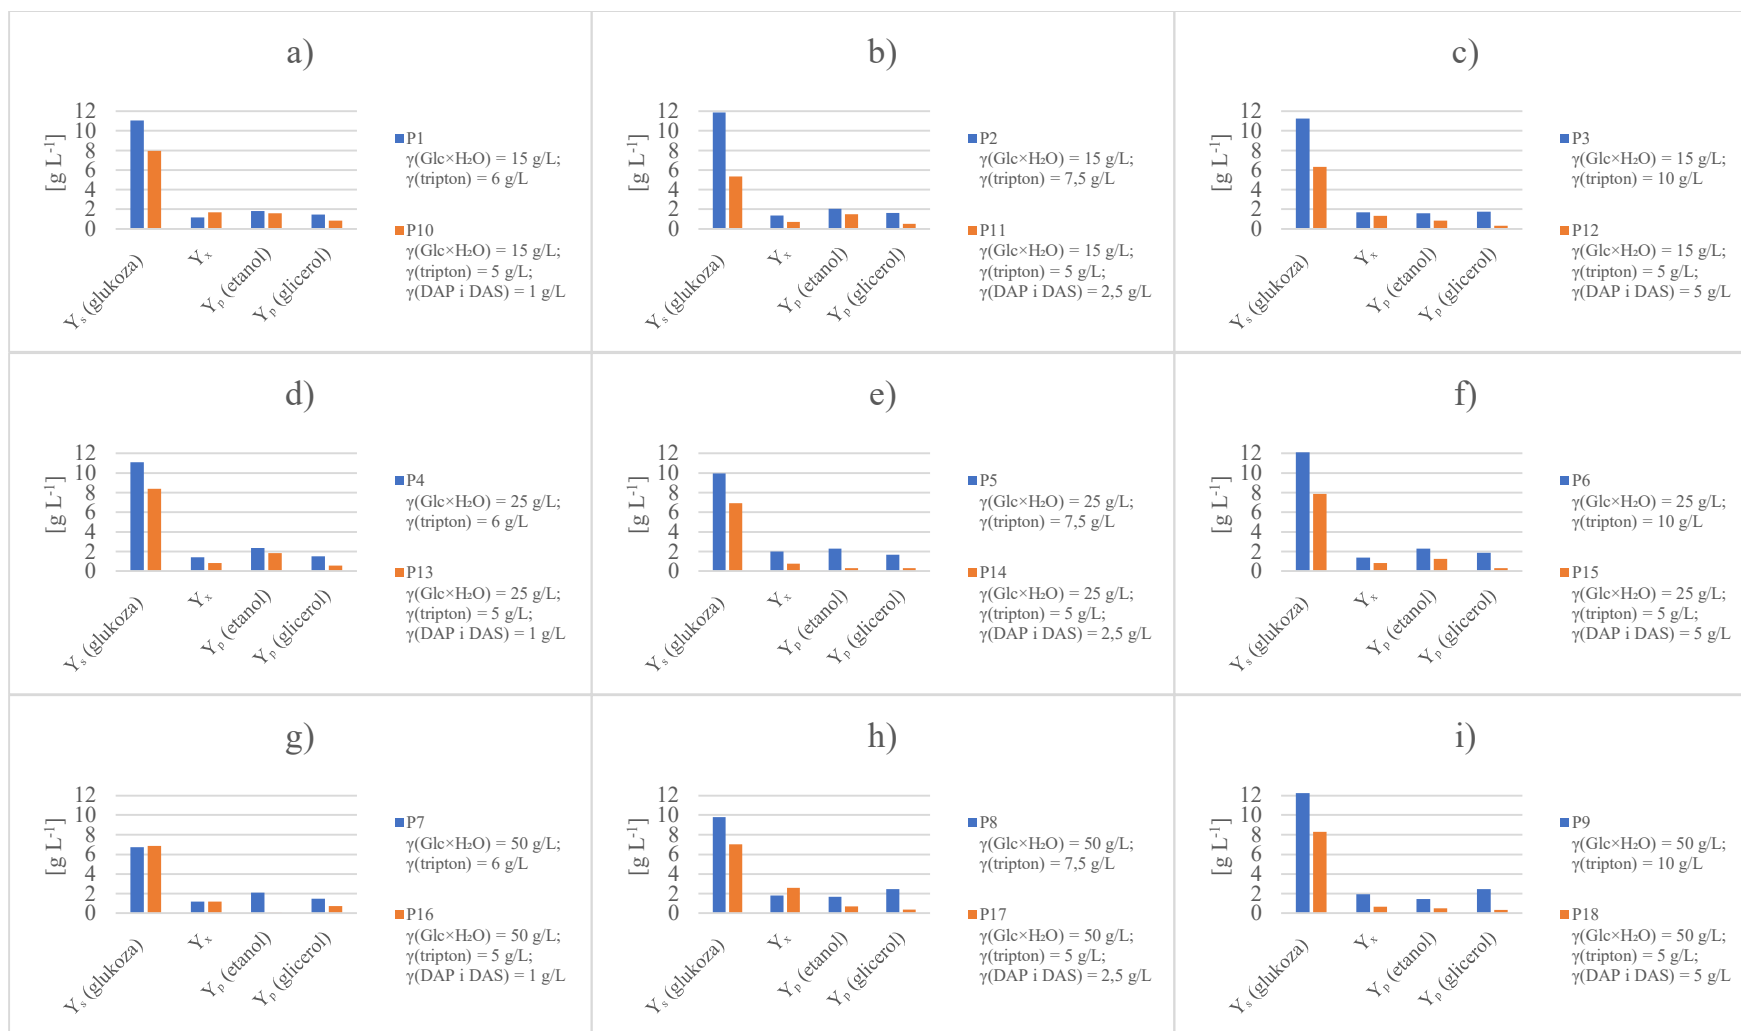 a)
[g L⁻¹]
12
10
8
6
4
2
0
Yₛ (glukoza)
Yₓ
Yₚ (etanol)
Yₚ (glicerol)
P1
γ(Glc×H₂O) = 15 g/L;
γ(tripton) = 6 g/L
P10
γ(Glc×H₂O) = 15 g/L;
γ(tripton) = 5 g/L;
γ(DAP i DAS) = 1 g/L
b)
[g L⁻¹]
12
10
8
6
4
2
0
Yₛ (glukoza)
Yₓ
Yₚ (etanol)
Yₚ (glicerol)
P2
γ(Glc×H₂O) = 15 g/L;
γ(tripton) = 7,5 g/L
P11
γ(Glc×H₂O) = 15 g/L;
γ(tripton) = 5 g/L;
γ(DAP i DAS) = 2,5 g/L
c)
[g L⁻¹]
12
10
8
6
4
2
0
Yₛ (glukoza)
Yₓ
Yₚ (etanol)
Yₚ (glicerol)
P3
γ(Glc×H₂O) = 15 g/L;
γ(tripton) = 10 g/L
P12
γ(Glc×H₂O) = 15 g/L;
γ(tripton) = 5 g/L;
γ(DAP i DAS) = 5 g/L
d)
[g L⁻¹]
12
10
8
6
4
2
0
Yₛ (glukoza)
Yₓ
Yₚ (etanol)
Yₚ (glicerol)
P4
γ(Glc×H₂O) = 25 g/L;
γ(tripton) = 6 g/L
P13
γ(Glc×H₂O) = 25 g/L;
γ(tripton) = 5 g/L;
γ(DAP i DAS) = 1 g/L
e)
[g L⁻¹]
12
10
8
6
4
2
0
Yₛ (glukoza)
Yₓ
Yₚ (etanol)
Yₚ (glicerol)
P5
γ(Glc×H₂O) = 25 g/L;
γ(tripton) = 7,5 g/L
P14
γ(Glc×H₂O) = 25 g/L;
γ(tripton) = 5 g/L;
γ(DAP i DAS) = 2,5 g/L
f)
[g L⁻¹]
12
10
8
6
4
2
0
Yₛ (glukoza)
Yₓ
Yₚ (etanol)
Yₚ (glicerol)
P6
γ(Glc×H₂O) = 25 g/L;
γ(tripton) = 10 g/L
P15
γ(Glc×H₂O) = 25 g/L;
γ(tripton) = 5 g/L;
γ(DAP i DAS) = 5 g/L
g)
[g L⁻¹]
12
10
8
6
4
2
0
Yₛ (glukoza)
Yₓ
Yₚ (etanol)
Yₚ (glicerol)
P7
γ(Glc×H₂O) = 50 g/L;
γ(tripton) = 6 g/L
P16
γ(Glc×H₂O) = 50 g/L;
γ(tripton) = 5 g/L;
γ(DAP i DAS) = 1 g/L
h)
[g L⁻¹]
12
10
8
6
4
2
0
Yₛ (glukoza)
Yₓ
Yₚ (etanol)
Yₚ (glicerol)
P8
γ(Glc×H₂O) = 50 g/L;
γ(tripton) = 7,5 g/L
P17
γ(Glc×H₂O) = 50 g/L;
γ(tripton) = 5 g/L;
γ(DAP i DAS) = 2,5 g/L
i)
[g L⁻¹]
12
10
8
6
4
2
0
Yₛ (glukoza)
Yₓ
Yₚ (etanol)
Yₚ (glicerol)
P9
γ(Glc×H₂O) = 50 g/L;
γ(tripton) = 10 g/L
P18
γ(Glc×H₂O) = 50 g/L;
γ(tripton) = 5 g/L;
γ(DAP i DAS) = 5 g/L